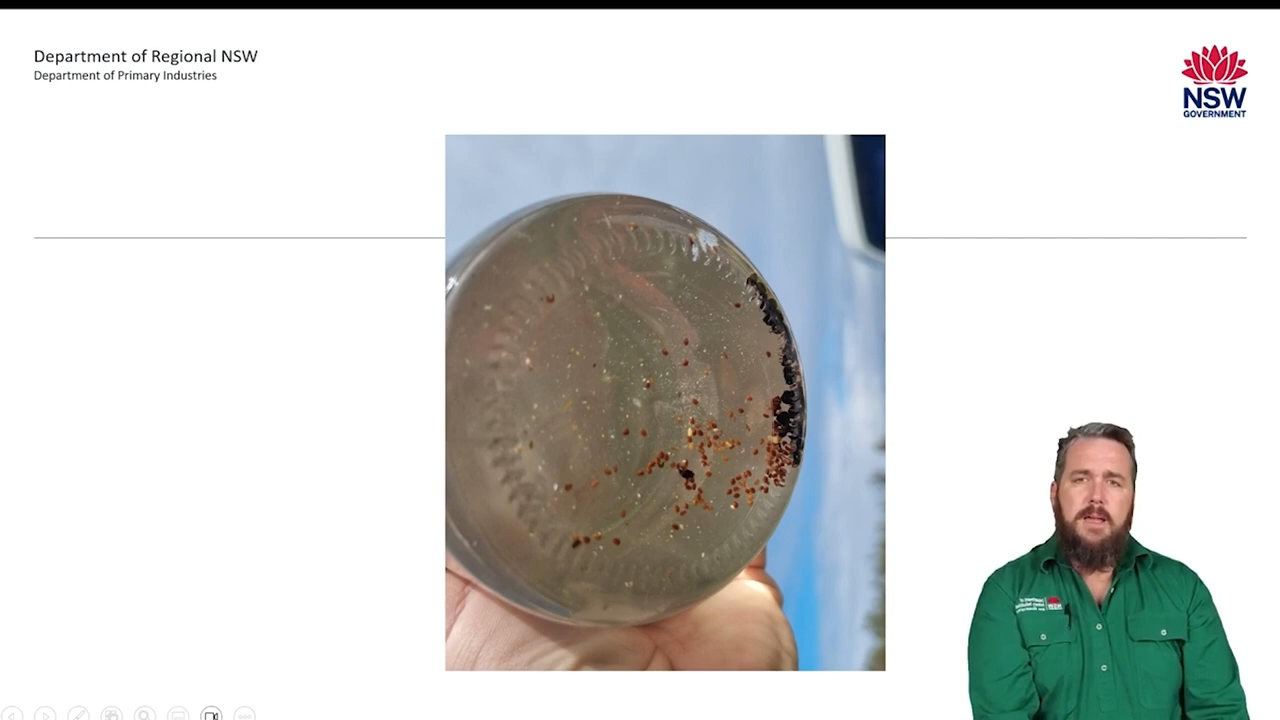 Department of Regional NSW
Department of Primary Industries
NSW
GOVERNMENT